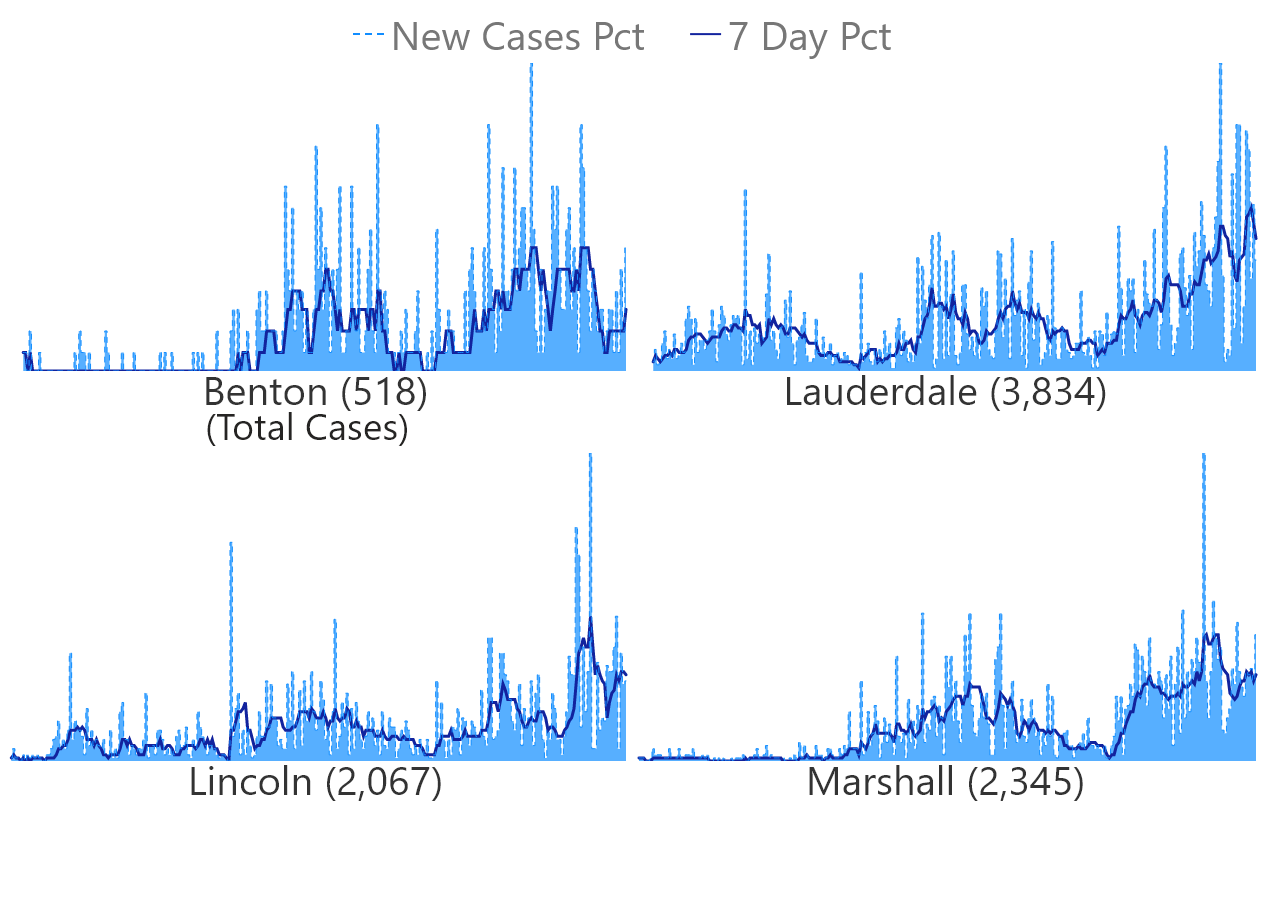 New Cases Pct 7 Day Pct
Benton (518)
(Total Cases)
Lauderdale (3,834)
Lincoln (2,067)
Marshall (2,345)